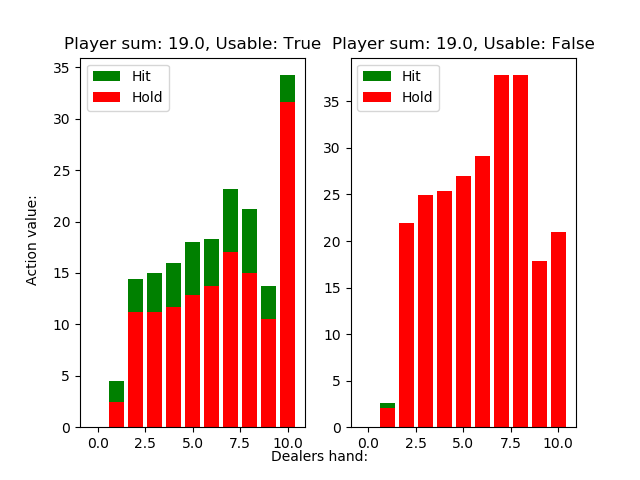 Player sum: 19.0, Usable: True
Player sum: 19.0, Usable: False
Hit
Hold
Hit
Hold
35
30
25
20
15
10
5
0
35
30
25
20
15
10
5
0
Action value:
0.0 2.5 5.0 7.5 10.0
0.0 2.5 5.0 7.5 10.0
Dealers hand: